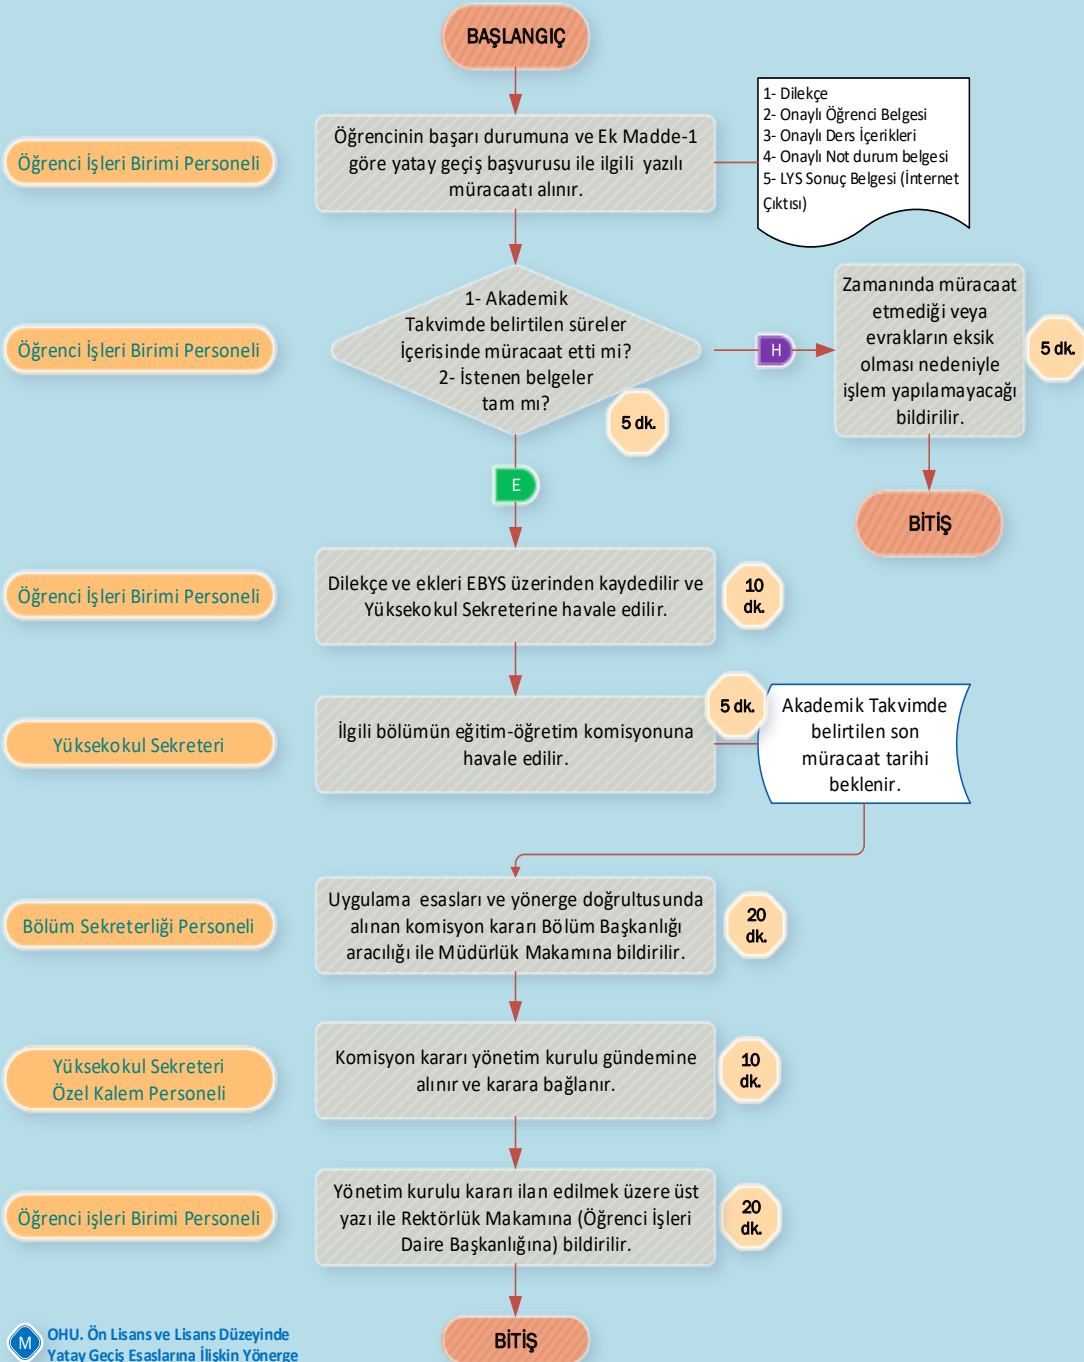 BAŞLANGIÇ
Öğrenci İşleri Birimi Personeli
Öğrencinin başarı durumuna ve Ek Madde-1
göre yatay geçiş başvurusu ile ilgili yazılı
müracaatı alınır.
1- Dilekçe
2- Onaylı Öğrenci Belgesi
3- Onaylı Ders İçerikleri
4- Onaylı Not durum belgesi
5- LYS Sonuç Belgesi (İnternet
Çıktısı)
Öğrenci İşleri Birimi Personeli
1- Akademik
Takvimde belirtilen süreler
İçerisinde müracaat etti mi?
2- İstenen belgeler
tam mı?
5 dk.
H
Zamanında müracaat
etmediği veya
evrakların eksik
olması nedeniyle
işlem yapılamayacağı
bildirilir.
5 dk.
BİTİŞ
E
Öğrenci İşleri Birimi Personeli
Dilekçe ve ekleri EBYS üzerinden kaydedilir ve
Yüksekokul Sekreterine havale edilir.
10
dk.
Yüksekokul Sekreteri
İlgili bölümün eğitim-öğretim komisyonuna
havale edilir.
5 dk.
Akademik Takvimde
belirtilen son
müracaat tarihi
beklenir.
Bölüm Sekreterliği Personeli
Uygulama esasları ve yönerge doğrultusunda
alınan komisyon kararı Bölüm Başkanlığı
aracılığı ile Müdürlük Makamına bildirilir.
20
dk.
Yüksekokul Sekreteri
Özel Kalem Personeli
Komisyon kararı yönetim kurulu gündemine
alınır ve karara bağlanır.
10
dk.
Öğrenci işleri Birimi Personeli
Yönetim kurulu kararı ilan edilmek üzere üst
yazı ile Rektörlük Makamına (Öğrenci İşleri
Daire Başkanlığına) bildirilir.
20
dk.
BİTİŞ
M
OHU. Ön Lisans ve Lisans Düzeyinde
Yatay Geçiş Esaslarına İlişkin Yönerge